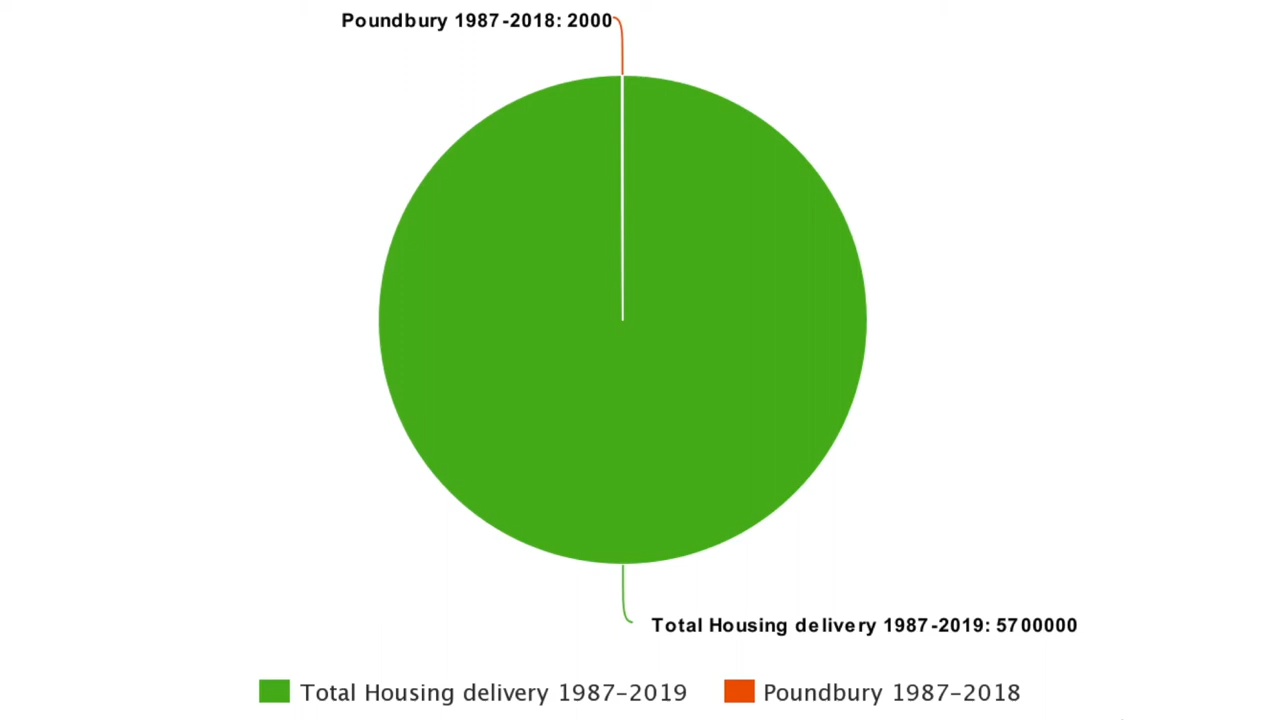 Poundbury 1987-2018: 2000
Total Housing delivery 1987-2019: 5700000
Total Housing delivery 1987-2019
Poundbury 1987-2018